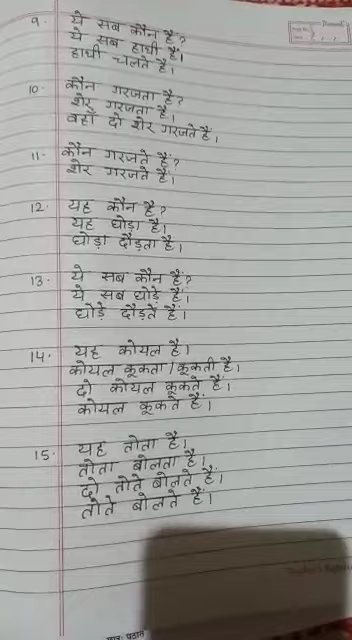 9. ये सब कौन हैं?
ये सब हाथी हैं।
हाथी चलते हैं।
10. कौन गरजता है?
शेर गरजता है।
वहाँ दो शेर गरजते हैं।
11. कौन गरजते हैं?
शेर गरजते हैं।
12. यह कौन है?
यह घोड़ा है।
घोड़ा दौड़ता है।
13. ये सब कौन हैं?
ये सब घोड़े हैं।
घोड़े दौड़ते हैं।
14. यह कोयल है।
कोयल कूकता/कूकती है।
दो कोयल कूकते हैं।
कोयल कूकते हैं।
15. यह तोता है।
तोता बोलता है।
दो तोते बोलते हैं।
तोते बोलते हैं।